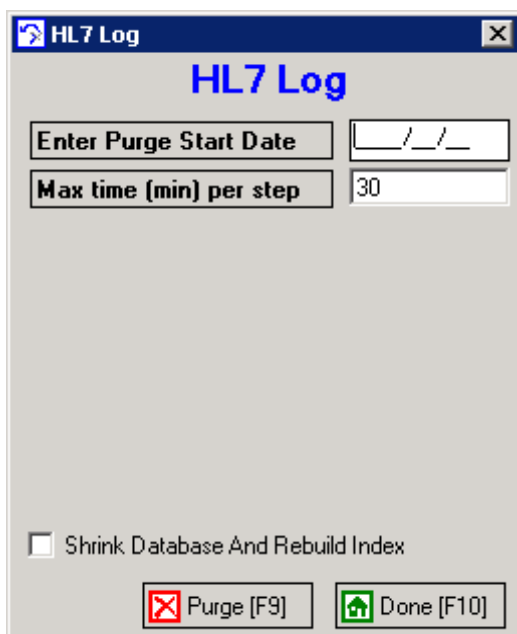 HL7 Log
HL7 Log
Enter Purge Start Date ____/__/__
Max time (min) per step 30
Shrink Database And Rebuild Index
Purge [F9] Done [F10]